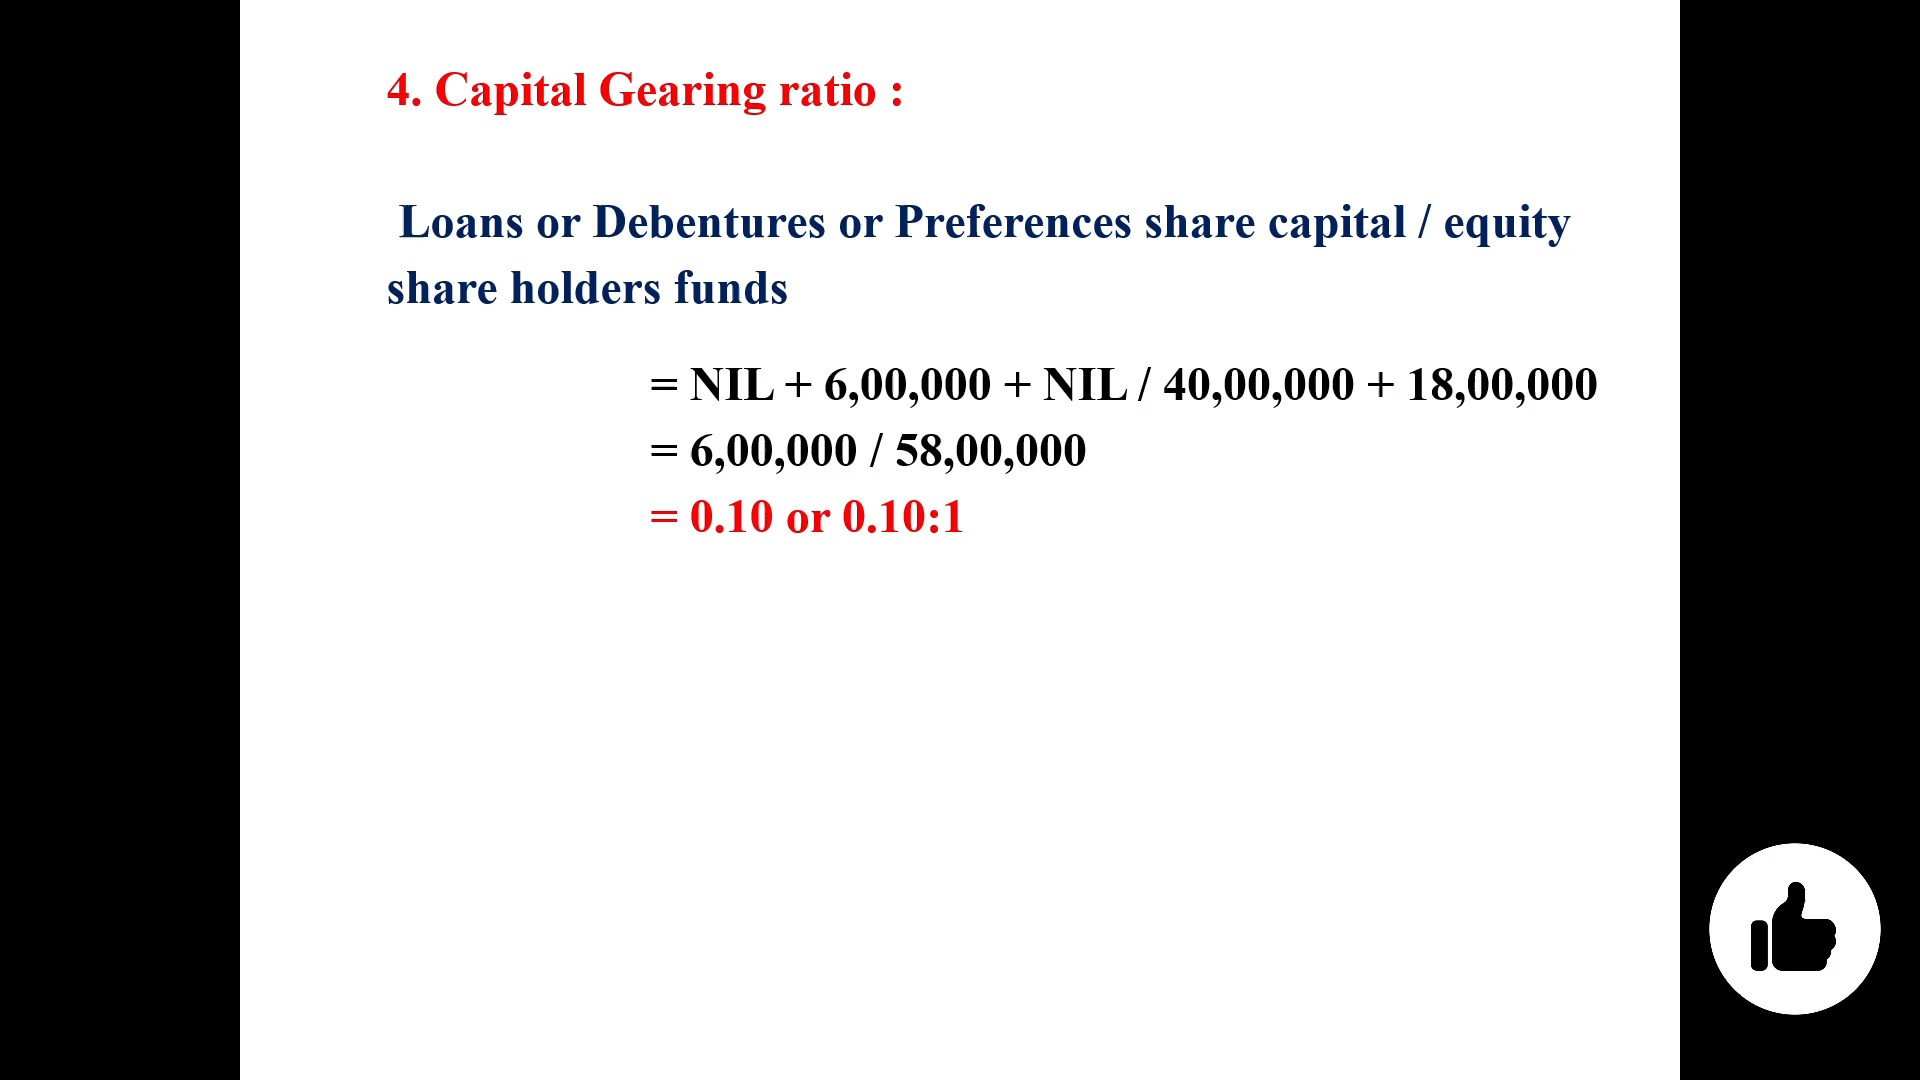 4. Capital Gearing ratio :
Loans or Debentures or Preferences share capital / equity
share holders funds
= NIL + 6,00,000 + NIL / 40,00,000 + 18,00,000
= 6,00,000 / 58,00,000
= 0.10 or 0.10:1